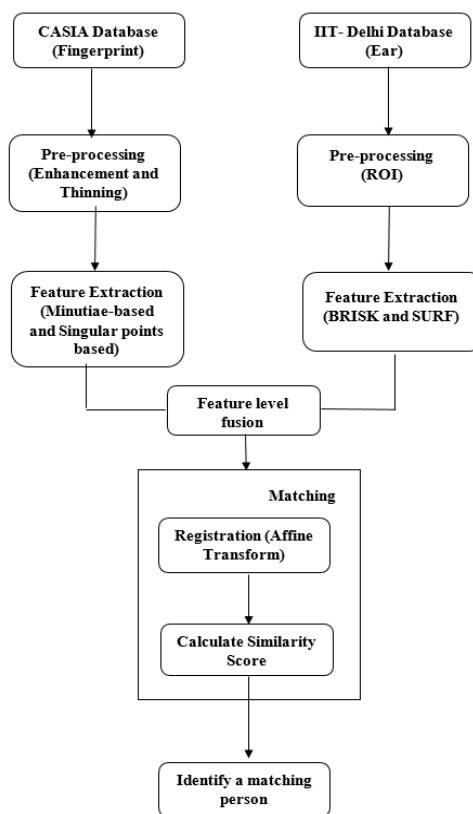 CASIA Database
(Fingerprint)
IIT- Delhi Database
(Ear)
Pre-processing
(Enhancement and
Thinning)
Pre-processing
(ROI)
Feature Extraction
(Minutiae-based
and Singular points
based)
Feature Extraction
(BRISK and SURF)
Feature level
fusion
Matching
Registration (Affine
Transform)
Calculate Similarity
Score
Identify a matching
person